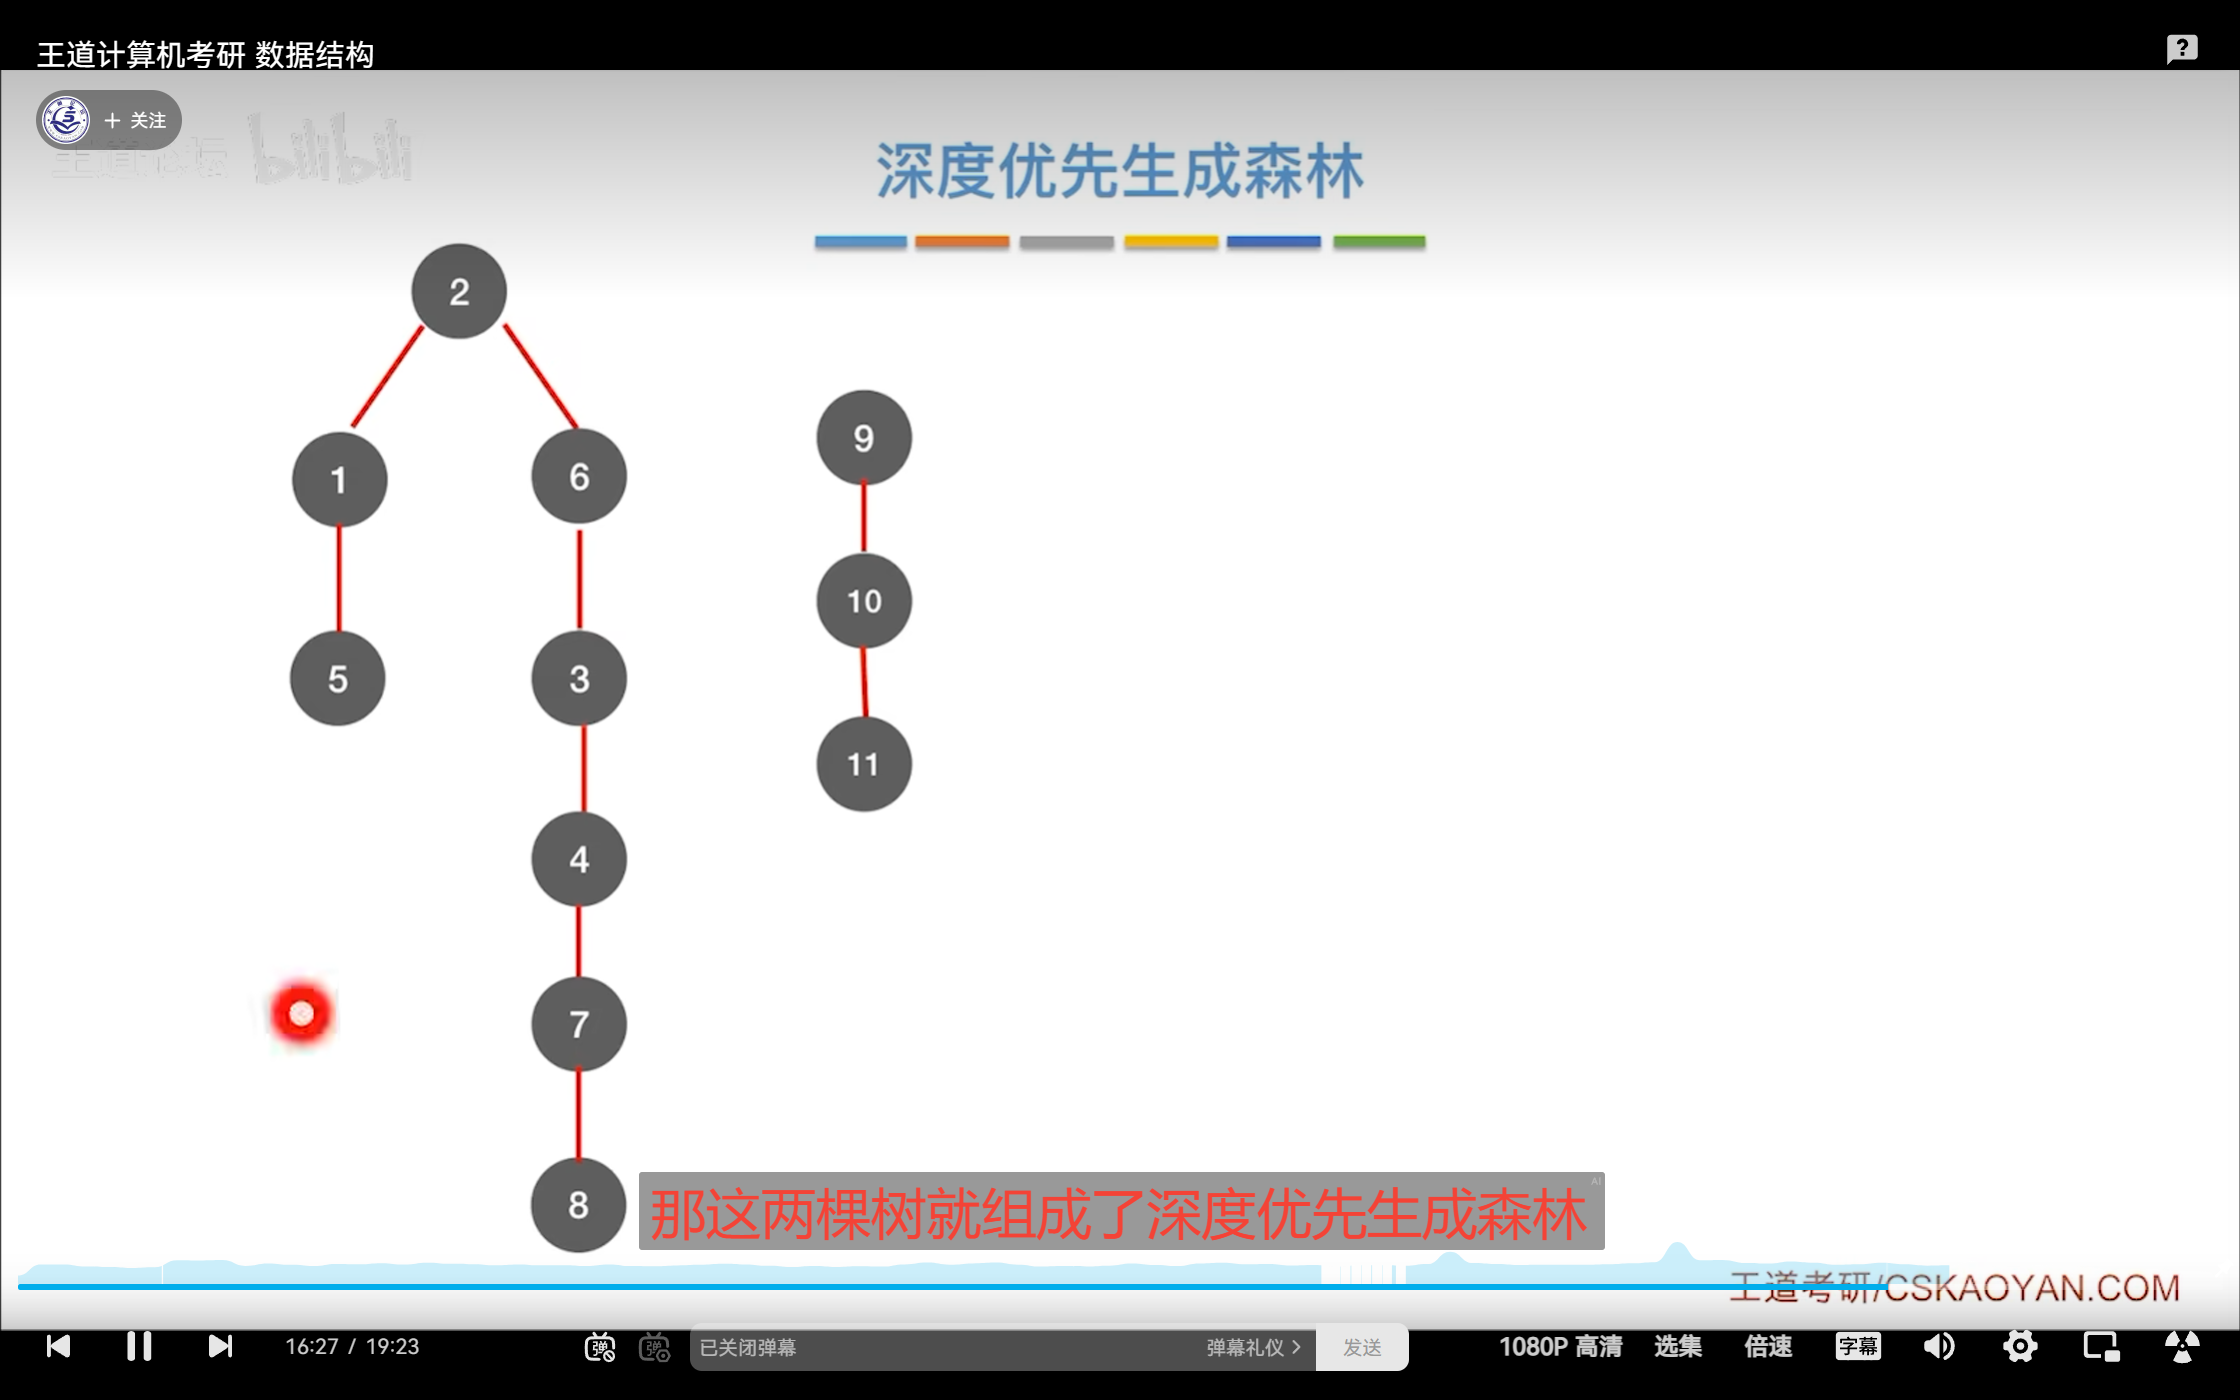 王道计算机考研 数据结构
+ 关注
bilibili
深度优先生成森林
2
1
6
9
10
5
3
11
4
7
8
那这两棵树就组成了深度优先生成森林
AI
王道考研/CSKAOYAN.COM
16:27 / 19:23
弹
弹
已关闭弹幕
弹幕礼仪 >
发送
1080P 高清
选集
倍速
字幕